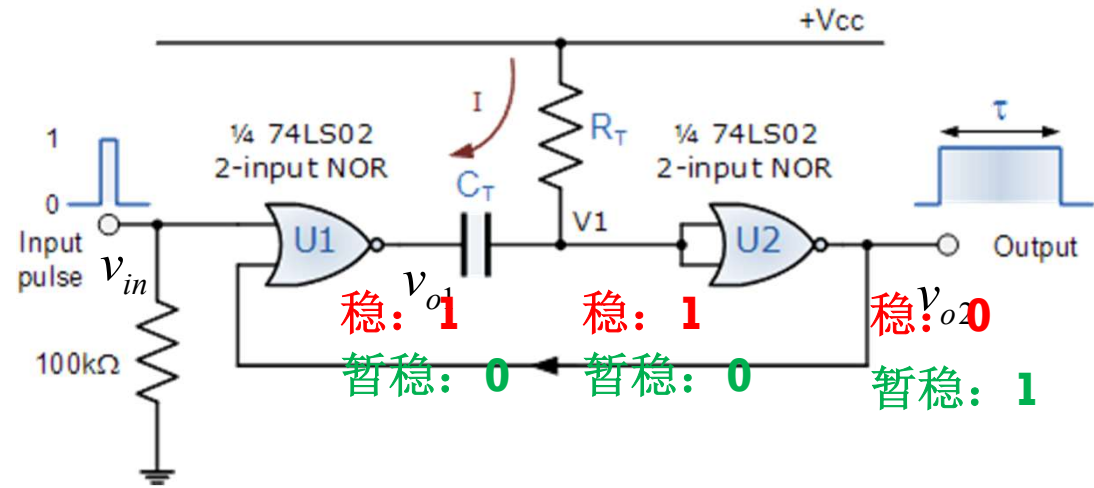 +Vcc
I
¼ 74LS02
2-input NOR
R_T
¼ 74LS02
2-input NOR
τ
1
0
C_T
V1
Input
pulse
v_in
U1
U2
Output
v_o1
v_o2
稳：1
稳：1
稳：0
100kΩ
暂稳：0
暂稳：0
暂稳：1